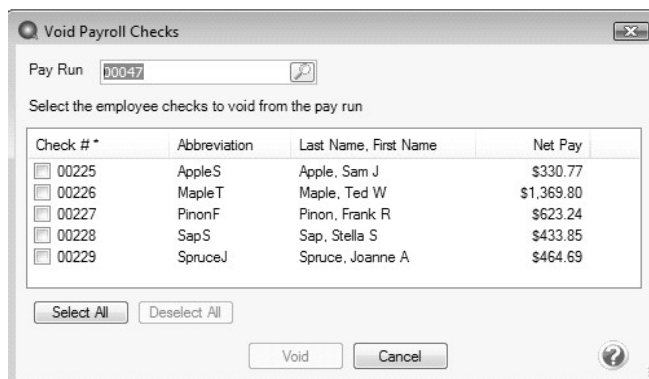 Void Payroll Checks
Pay Run 00047
Select the employee checks to void from the pay run
Check # * Abbreviation Last Name, First Name Net Pay
00225 AppleS Apple, Sam J $330.77
00226 MapleT Maple, Ted W $1,369.80
00227 PinonF Pinon, Frank R $623.24
00228 SapS Sap, Stella S $433.85
00229 SpruceJ Spruce, Joanne A $464.69
Select All Deselect All
Void Cancel